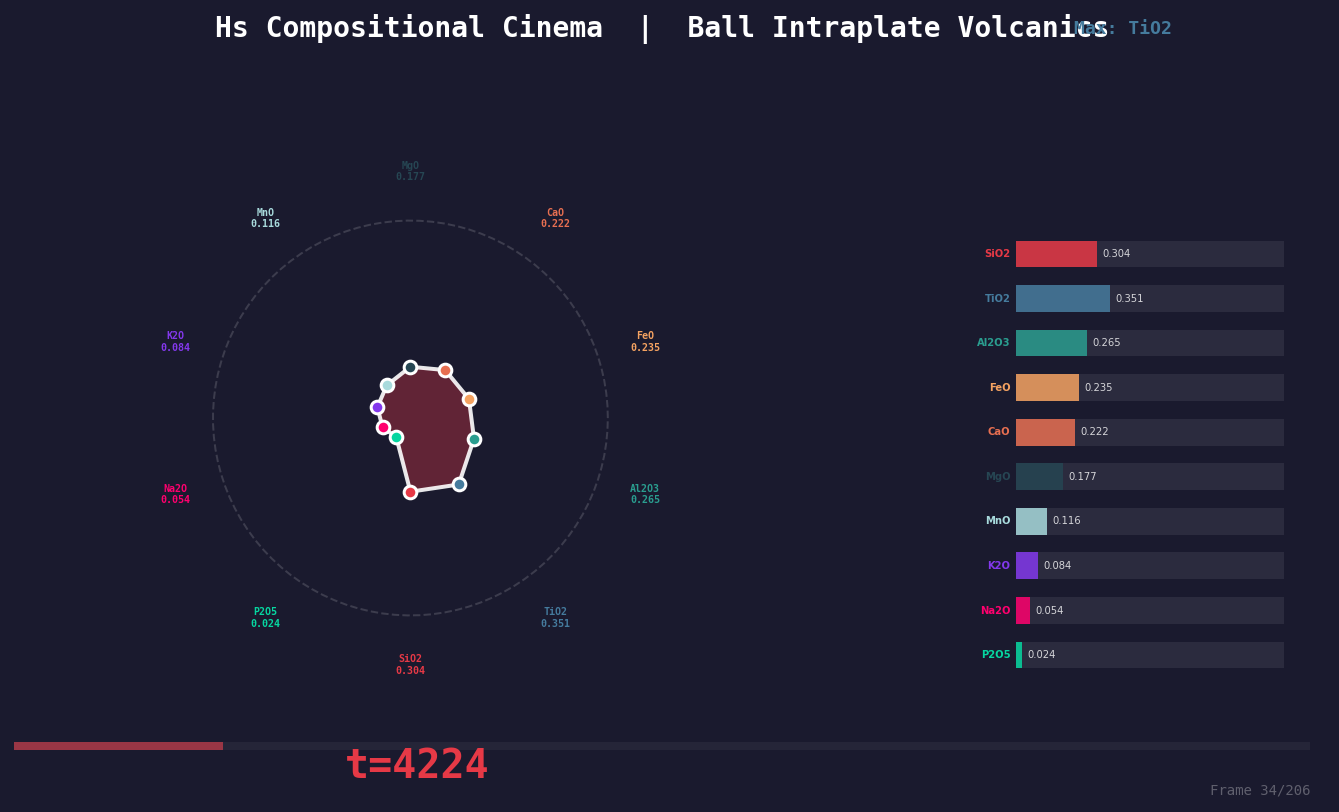 Hs Compositional Cinema  |  Ball Intraplate Volcanics
Max: TiO2
MgO
0.177
MnO
0.116
CaO
0.222
K2O
0.084
FeO
0.235
Na2O
0.054
Al2O3
0.265
P2O5
0.024
TiO2
0.351
SiO2
0.304
SiO2 0.304
TiO2 0.351
Al2O3 0.265
FeO 0.235
CaO 0.222
MgO 0.177
MnO 0.116
K2O 0.084
Na2O 0.054
P2O5 0.024
t=4224
Frame 34/206